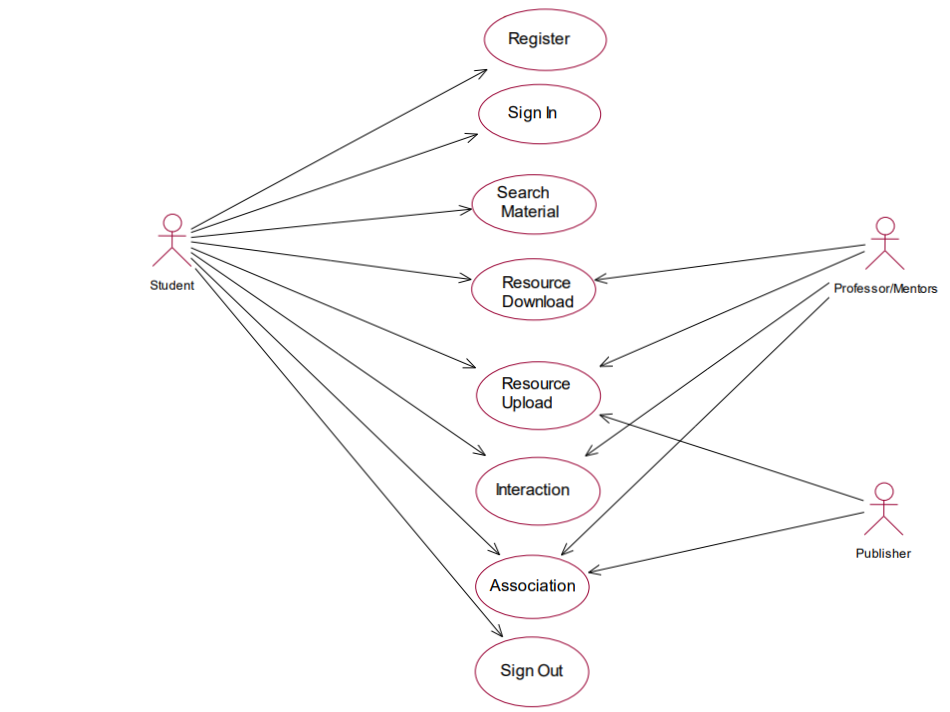 Register
Sign In
Search
Material
Student
Resource
Download
Professor/Mentors
Resource
Upload
Interaction
Publisher
Association
Sign Out